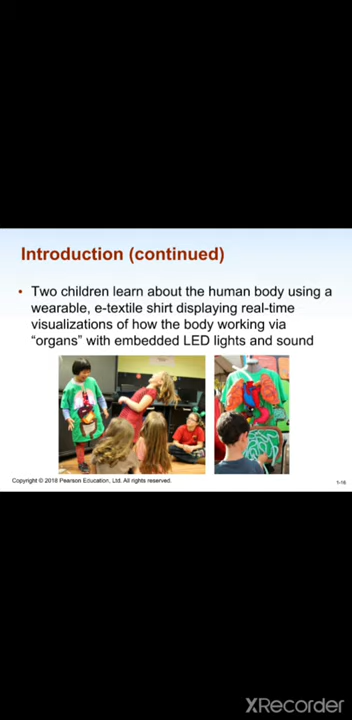 Introduction (continued)
• Two children learn about the human body using a
wearable, e-textile shirt displaying real-time
visualizations of how the body working via
“organs” with embedded LED lights and sound
Copyright © 2018 Pearson Education, Ltd. All rights reserved.
1-16
XRecorder